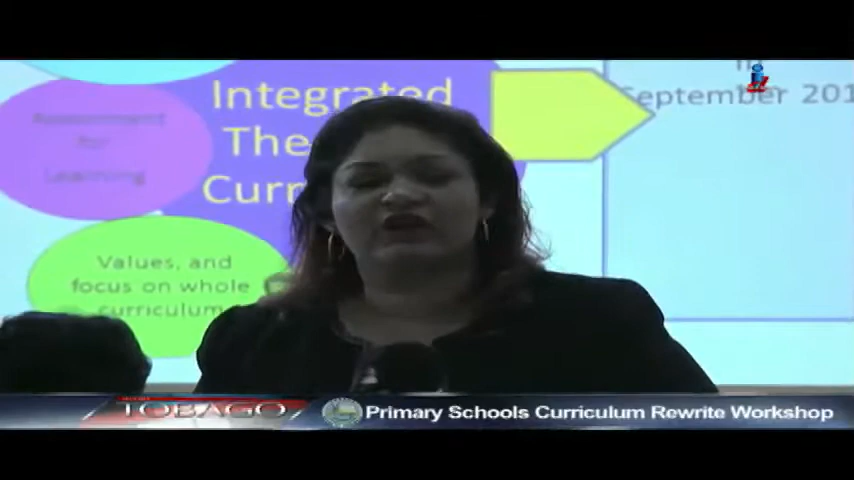 Integrated
The
Curr
in
September 201
Assessment
for
Learning
Values, and
focus on whole
curriculum
TOBAGO
Primary Schools Curriculum Rewrite Workshop